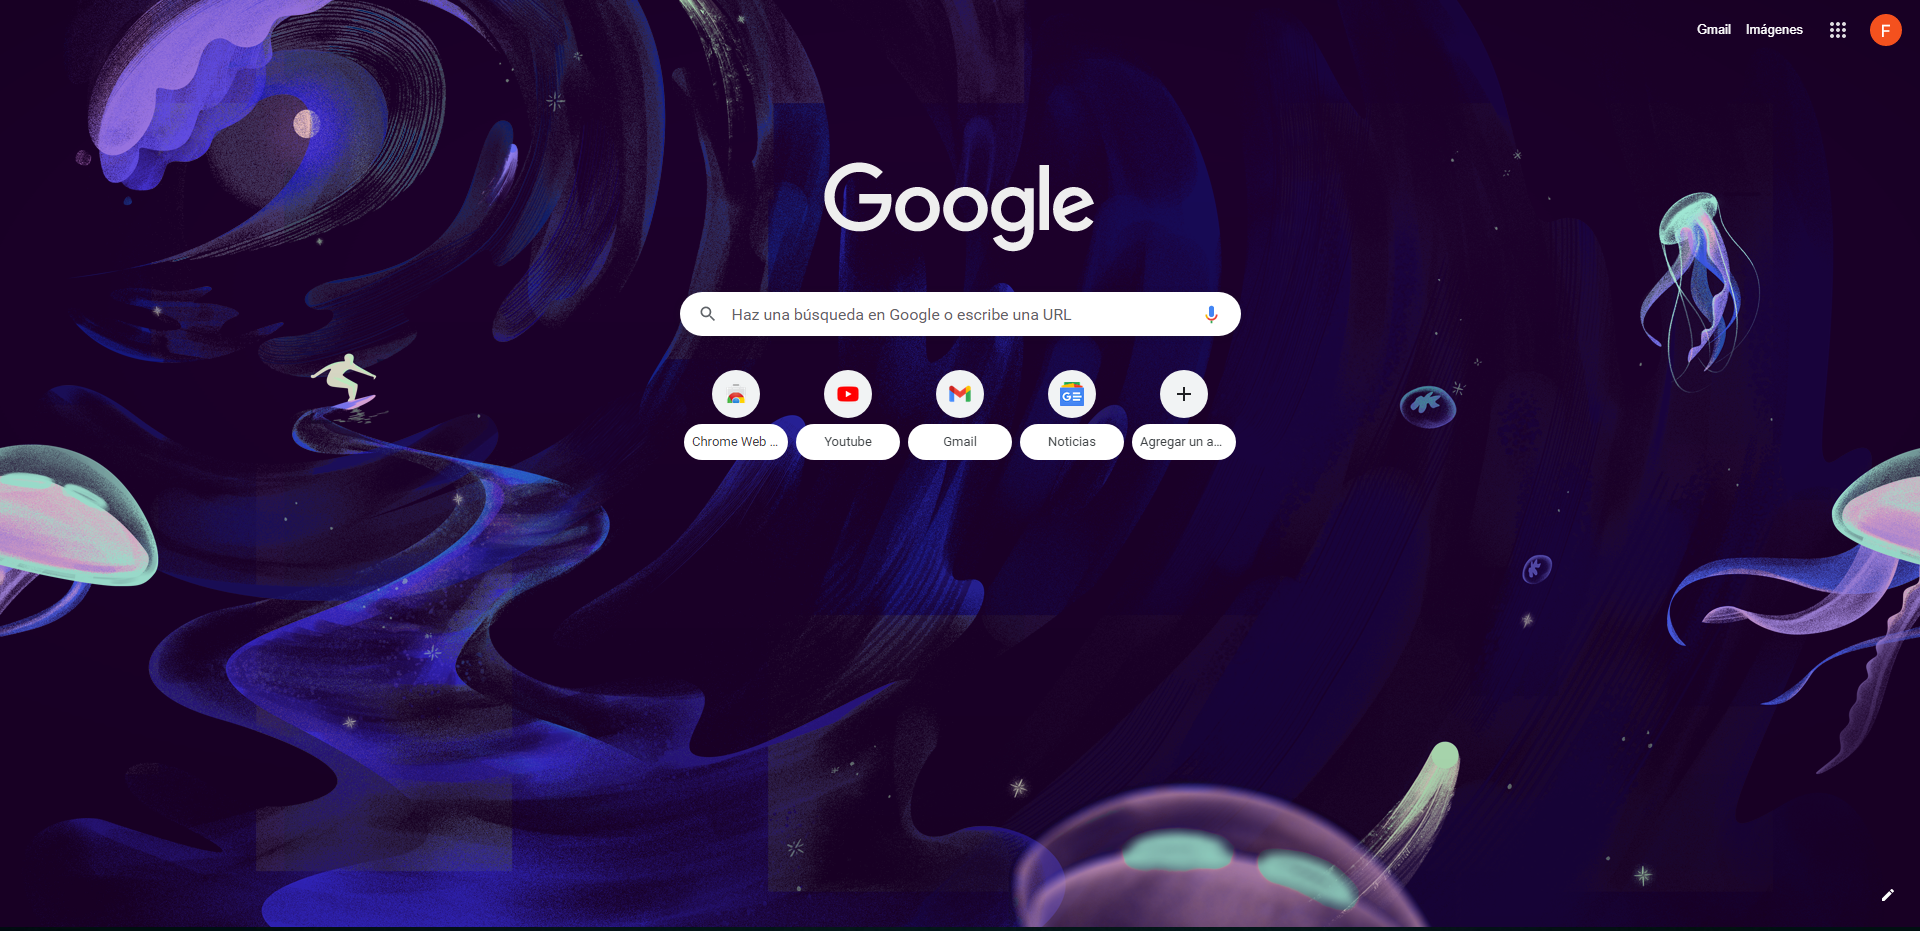 Gmail Imágenes F
Google
Haz una búsqueda en Google o escribe una URL
Chrome Web ... Youtube Gmail Noticias Agregar un a...